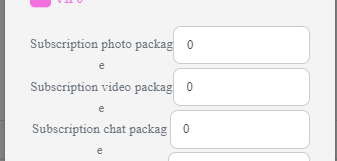 Subscription photo packag 0
e
Subscription video packag 0
e
Subscription chat packag 0
e